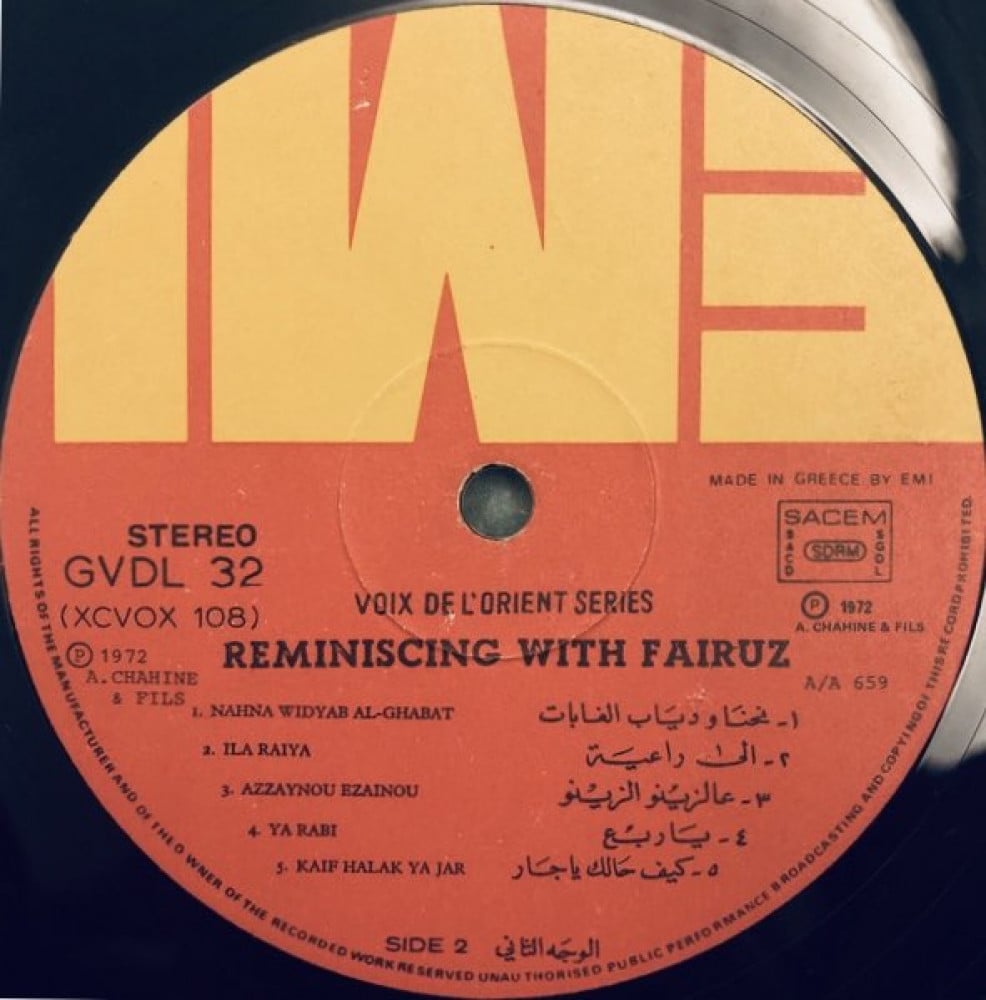 MADE IN GREECE BY EMI
STEREO
GVDL 32
(XCVOX 108)
℗ 1972
A.CHAHINE
& FILS
SACEM
SACD
SDRM
SGDL
℗ 1972
A. CHAHINE & FILS
A/A 659
VOIX DE L'ORIENT SERIES
REMINISCING WITH FAIRUZ
1. NAHNA WIDYAB AL-GHABAT ١- نحنا و دياب الغابات
2. ILA RAIYA ٢- الى راعية
3. AZZAYNOU EZAINOU ٣- عالزينو الزينو
4. YA RABI ٤- يا ربع
5. KAIF HALAK YA JAR ٥- كيف حالك يا جار
SIDE 2 الوجه الثاني
ALL RIGHTS OF THE MANUFACTURER AND OF THE OWNER OF THE RECORDED WORK RESERVED UNAUTHORISED PUBLIC PERFORMANCE BROADCASTING AND COPYING OF THIS RECORD PROHIBITED.